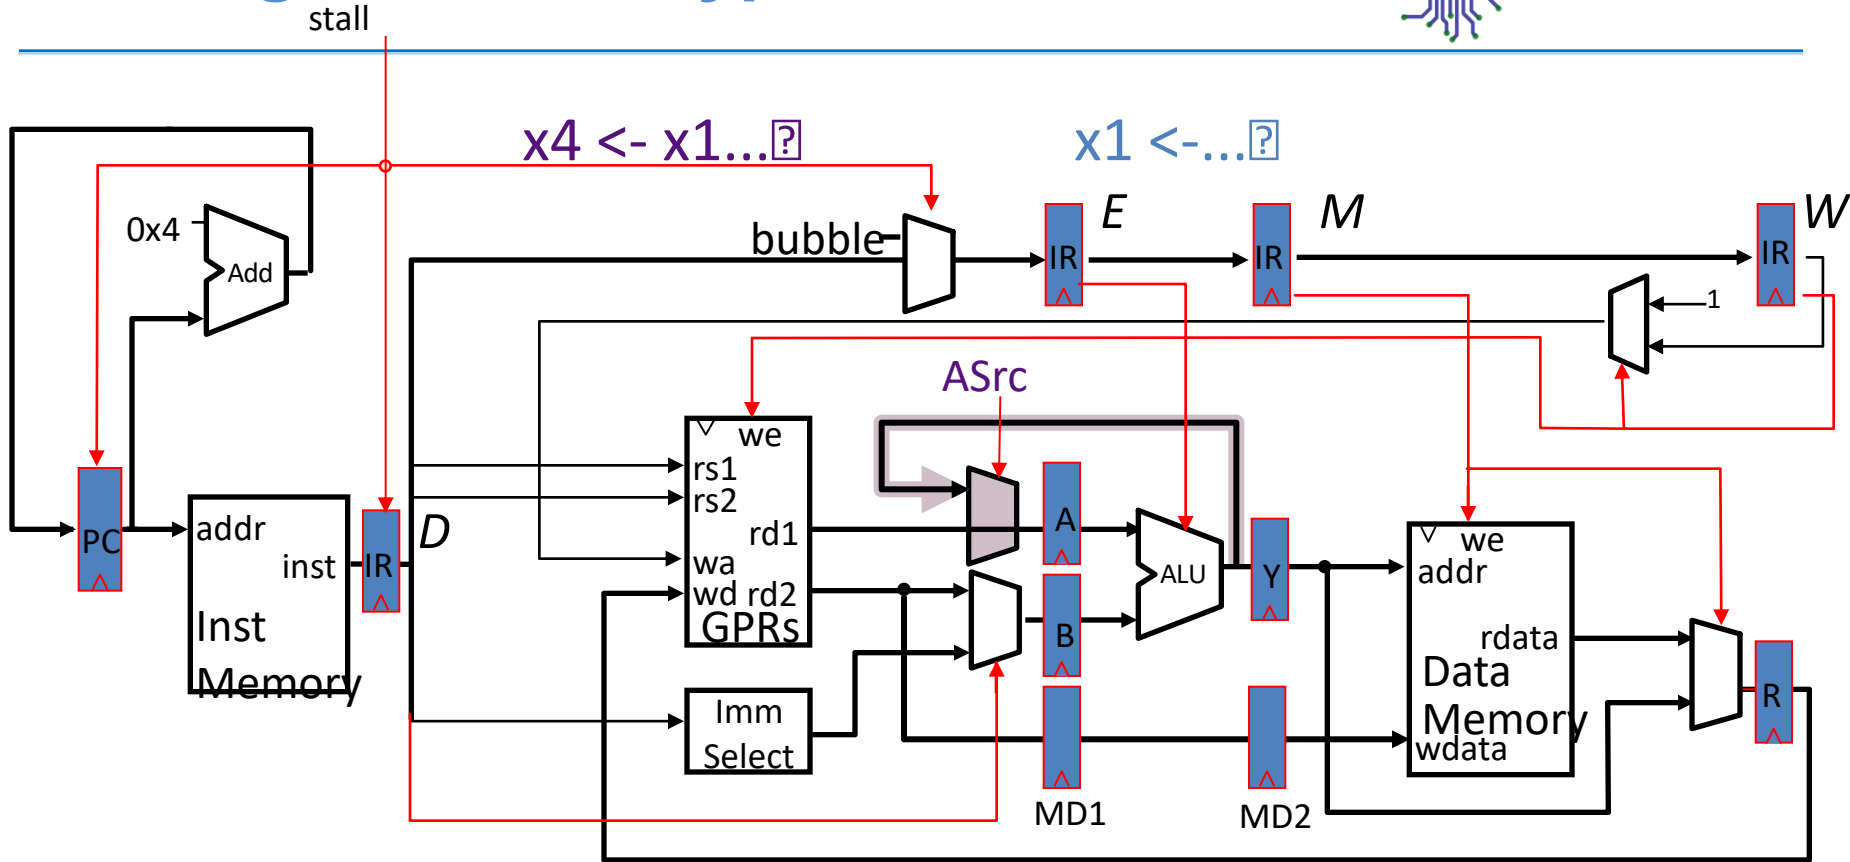 stall
x4 <- x1...
x1 <-...
E
M
W
0x4
Add
bubble
IR
IR
IR
1
ASrc
we
rs1
rs2
rd1
wa
wd rd2
GPRs
A
B
ALU
Y
PC
addr
inst
Inst
Memory
IR
D
we
addr
rdata
Data
Memory
wdata
R
Imm
Select
MD1
MD2